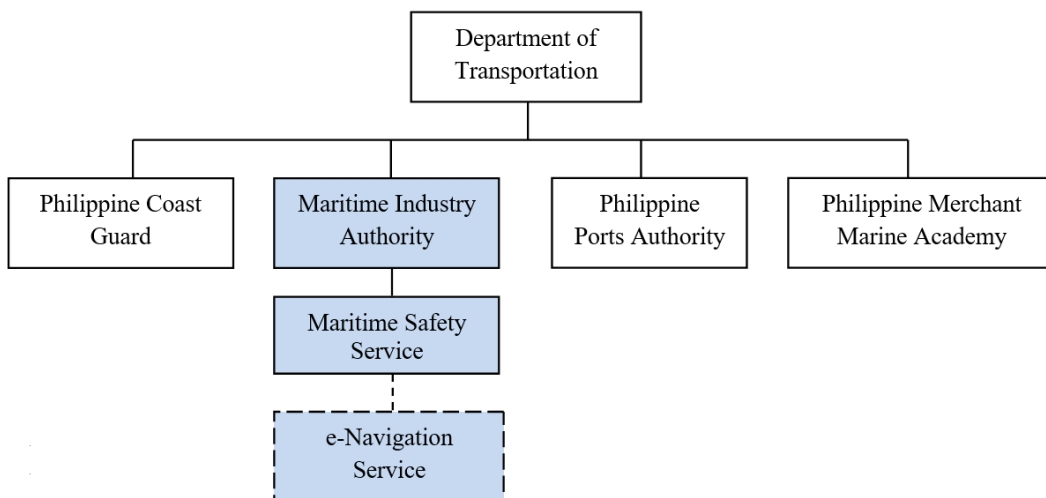 Department of
Transportation
Philippine Coast
Guard
Maritime Industry
Authority
Philippine
Ports Authority
Philippine Merchant
Marine Academy
Maritime Safety
Service
e-Navigation
Service